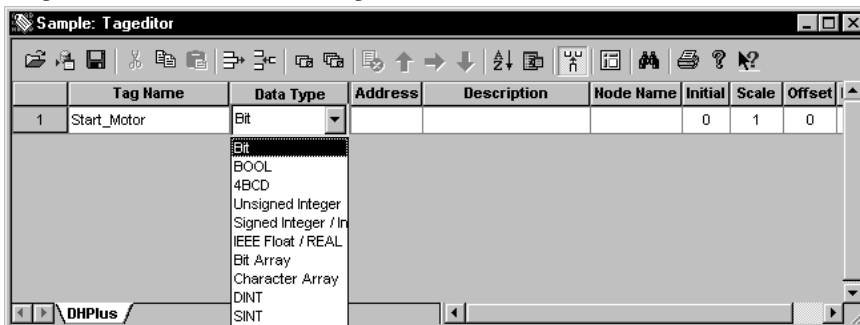 Sample: Tageditor
Tag Name Data Type Address Description Node Name Initial Scale Offset
1 Start_Motor Bit 0 1 0
Bit
BOOL
4BCD
Unsigned Integer
Signed Integer / In
IEEE Float / REAL
Bit Array
Character Array
DINT
SINT
DHPlus